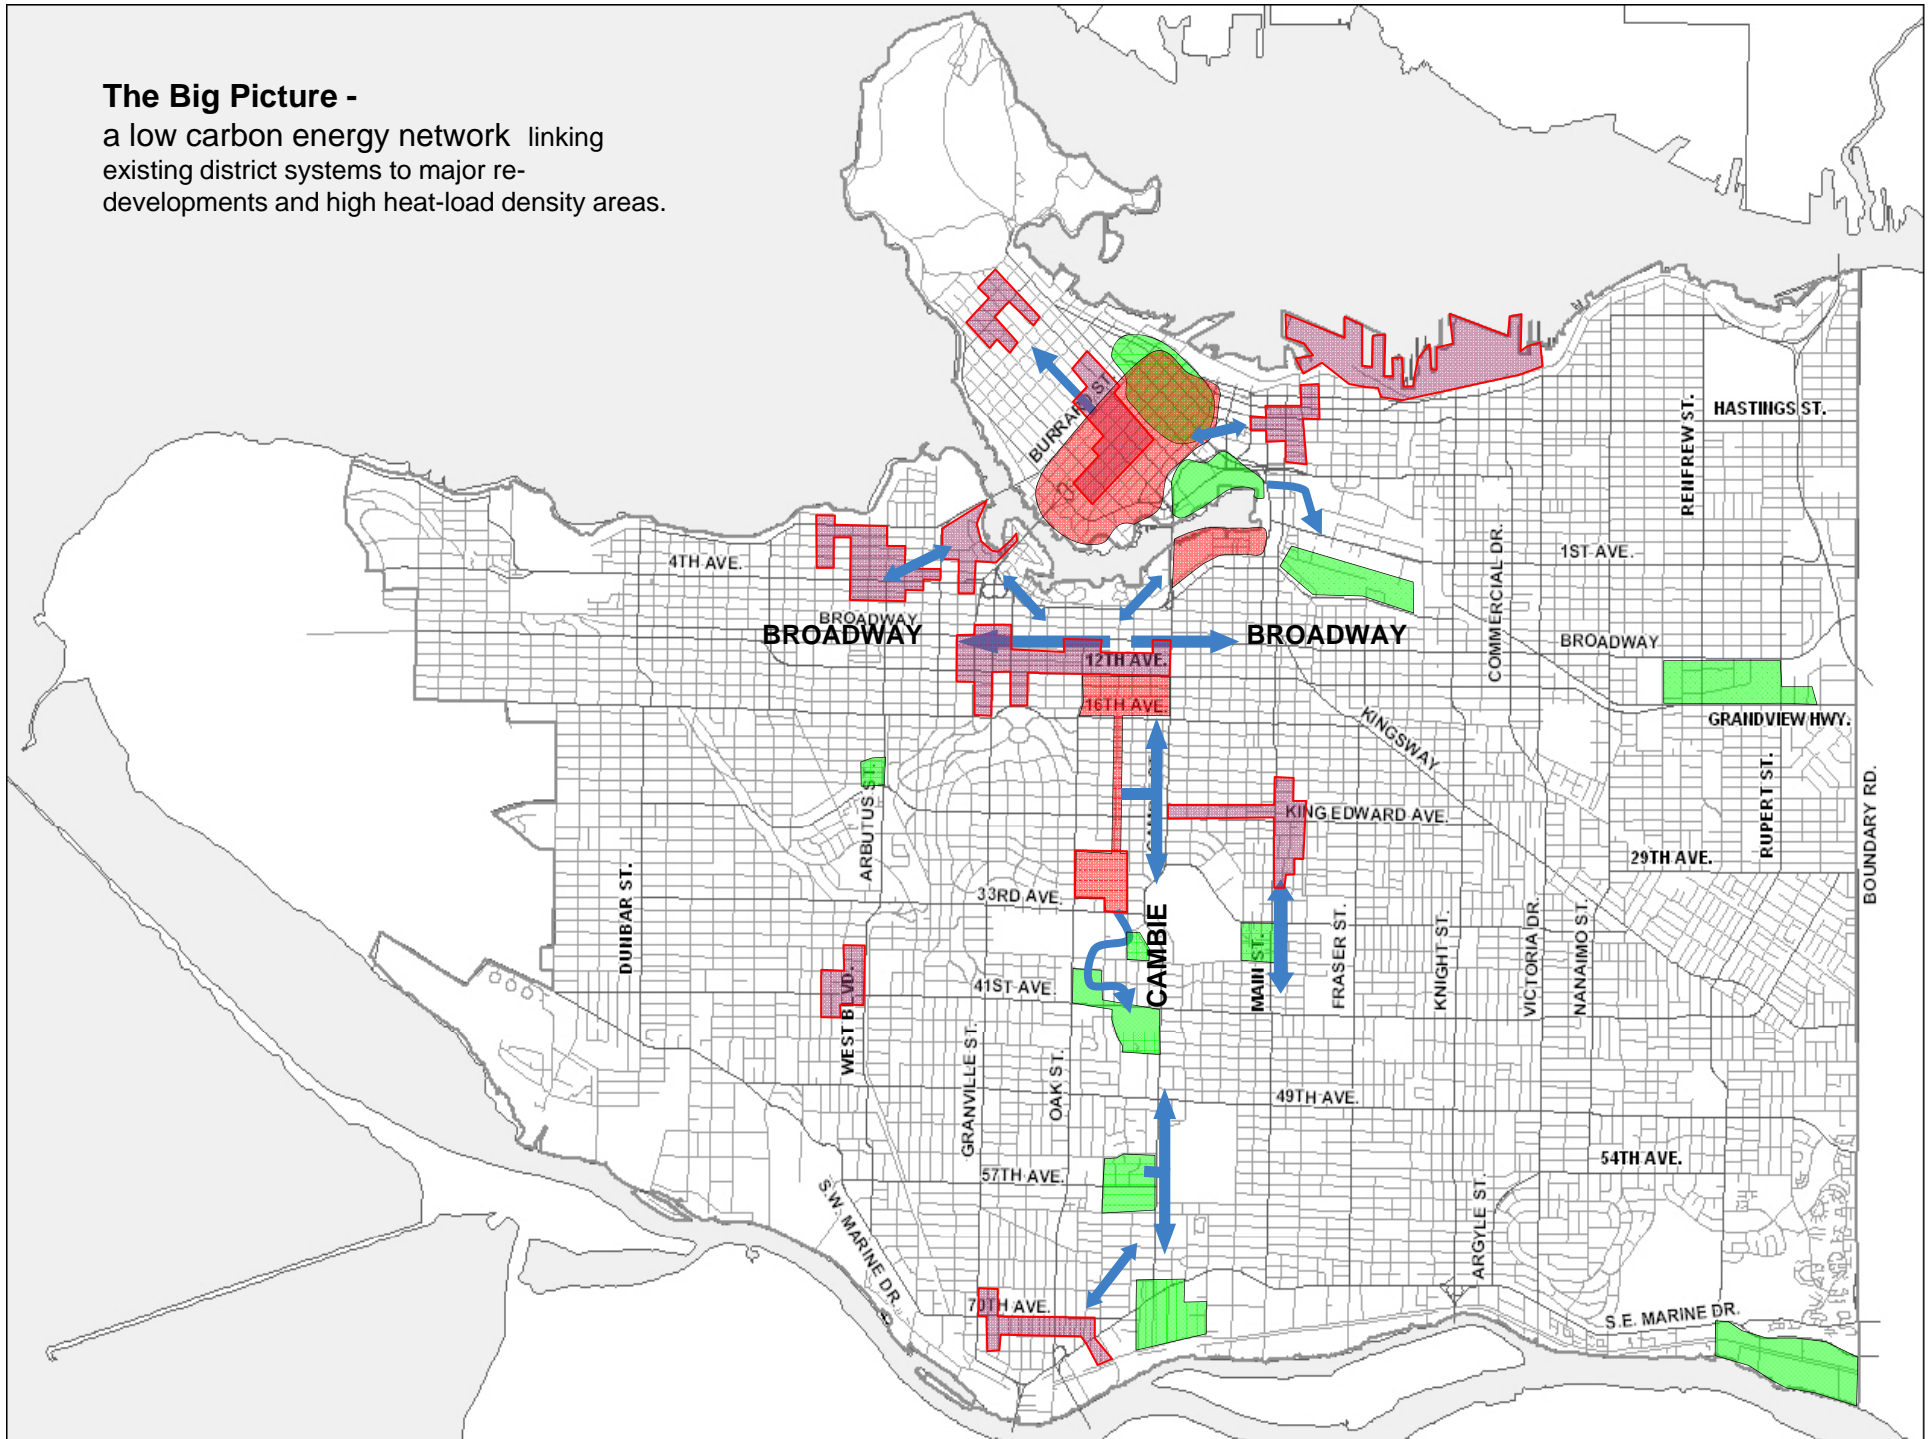 The Big Picture -
a low carbon energy network linking
existing district systems to major re-
developments and high heat-load density areas.
BURRARD ST.
HASTINGS ST.
RENFREW ST.
4TH AVE.
1ST AVE.
COMMERCIAL DR.
BROADWAY
BROADWAY
BROADWAY
BROADWAY
12TH AVE.
16TH AVE.
GRANDVIEW HWY.
KINGSWAY
ARBUTUS ST.
KING EDWARD AVE.
RUPERT ST.
BOUNDARY RD.
29TH AVE.
33RD AVE.
DUNBAR ST.
CAMBIE
MAIN ST.
FRASER ST.
KNIGHT ST.
VICTORIA DR.
NANAIMO ST.
41ST AVE.
WEST BLVD.
GRANVILLE ST.
OAK ST.
49TH AVE.
54TH AVE.
57TH AVE.
S.W. MARINE DR.
ARGYLE ST.
70TH AVE.
S.E. MARINE DR.